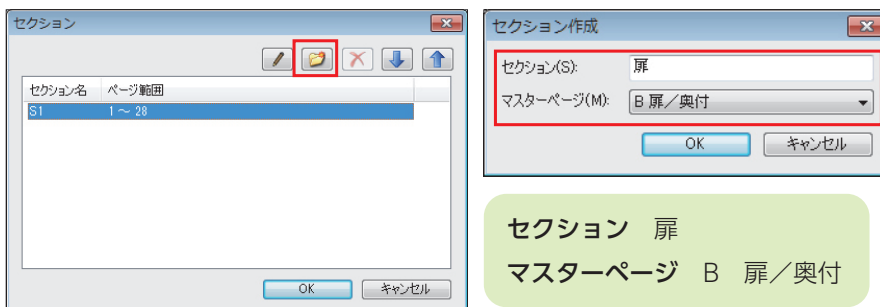 セクション
セクション名 ページ範囲
S1 1 ~ 28
OK キャンセル
セクション作成
セクション(S): 扉
マスターページ(M): B 扉／奥付
OK キャンセル
セクション 扉
マスターページ B 扉／奥付